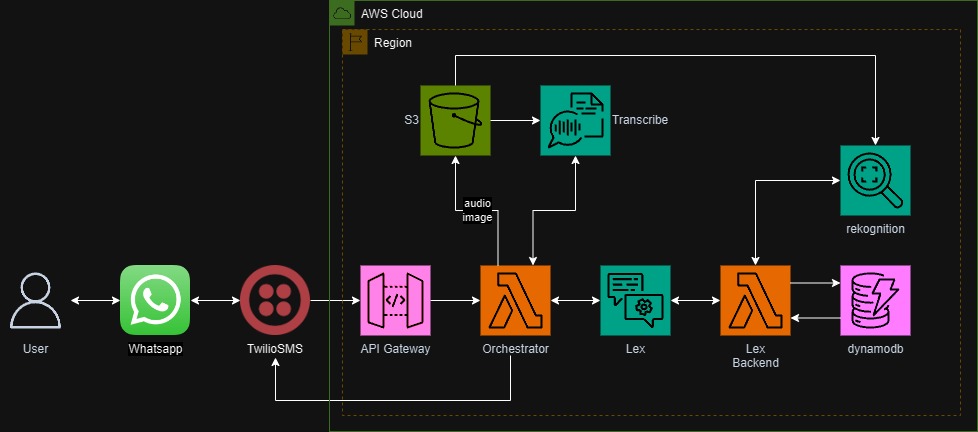 AWS Cloud
Region
S3
Transcribe
audio
image
rekognition
User
Whatsapp
TwilioSMS
API Gateway
Orchestrator
Lex
Lex
Backend
dynamodb